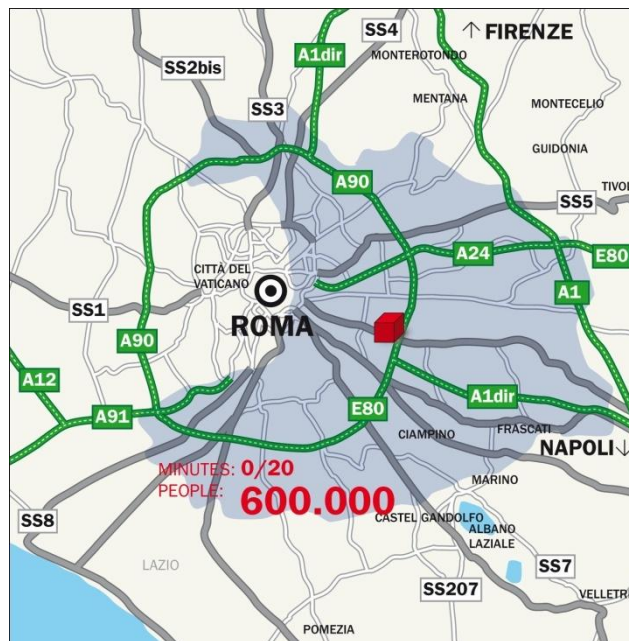 SS4
↑ FIRENZE
A1dir
MONTEROTONDO
SS2bis
MENTANA
SS3
MONTECELIO
GUIDONIA
A90
TIVOL
SS5
A24
E80
CITTÀ DEL
VATICANO
A1
SS1
ROMA
A90
A12
A1dir
A91
E80
FRASCATI
CIAMPINO
NAPOLI ↓
MINUTES: 0/20
PEOPLE: 600.000
MARINO
SS8
CASTEL GANDOLFO
ALBANO
LAZIALE
LAZIO
SS7
SS207
VELLETRI
POMEZIA